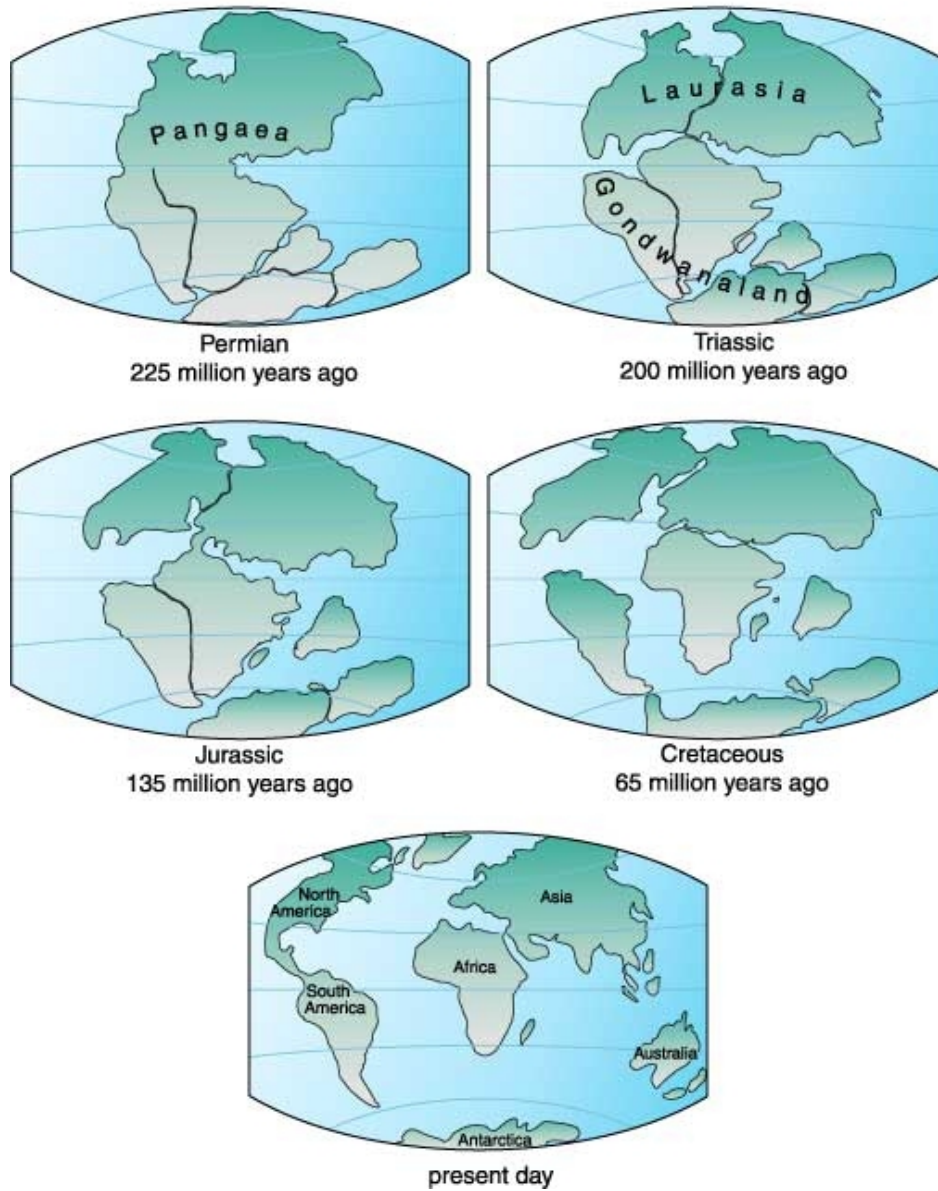 Pangaea
Permian
225 million years ago
Laurasia
Gondwanaland
Triassic
200 million years ago
Jurassic
135 million years ago
Cretaceous
65 million years ago
North
America
Asia
Africa
South
America
Australia
Antarctica
present day